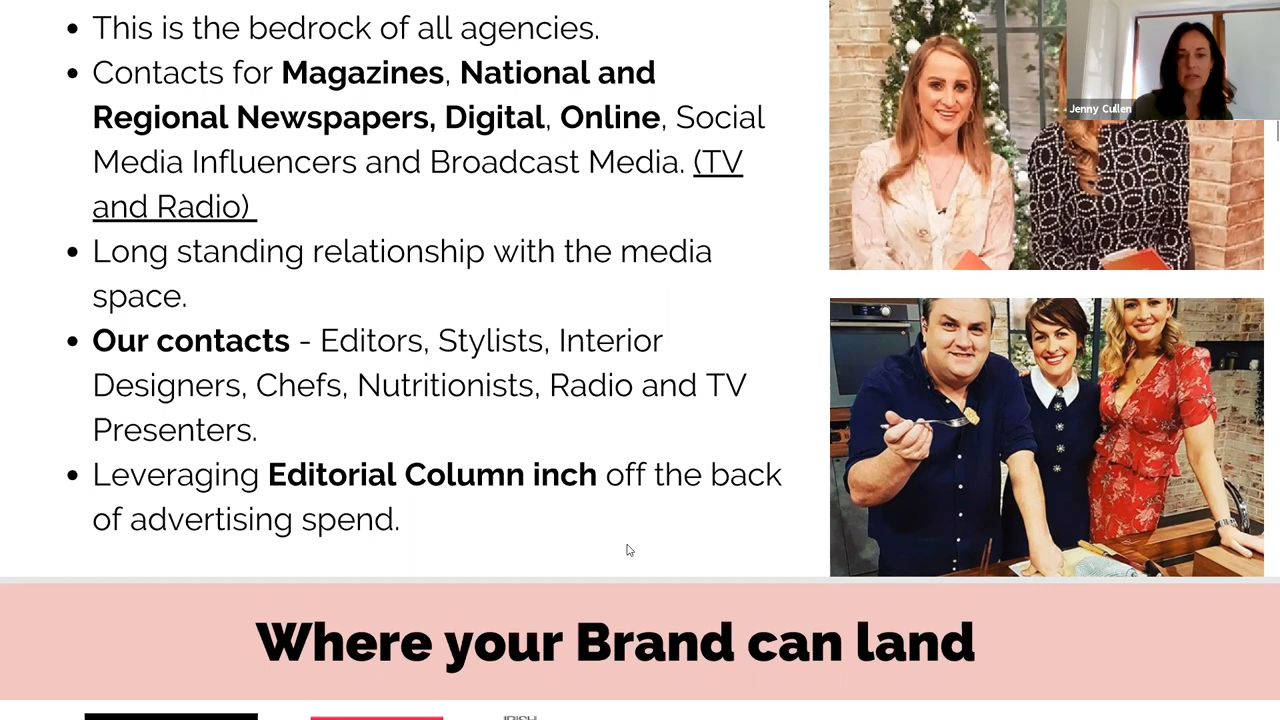 This is the bedrock of all agencies.
Contacts for Magazines, National and
Regional Newspapers, Digital, Online, Social
Media Influencers and Broadcast Media. (TV
and Radio)
Long standing relationship with the media
space.
Our contacts - Editors, Stylists, Interior
Designers, Chefs, Nutritionists, Radio and TV
Presenters.
Leveraging Editorial Column inch off the back
of advertising spend.
Jenny Cullen
Where your Brand can land
IRISH